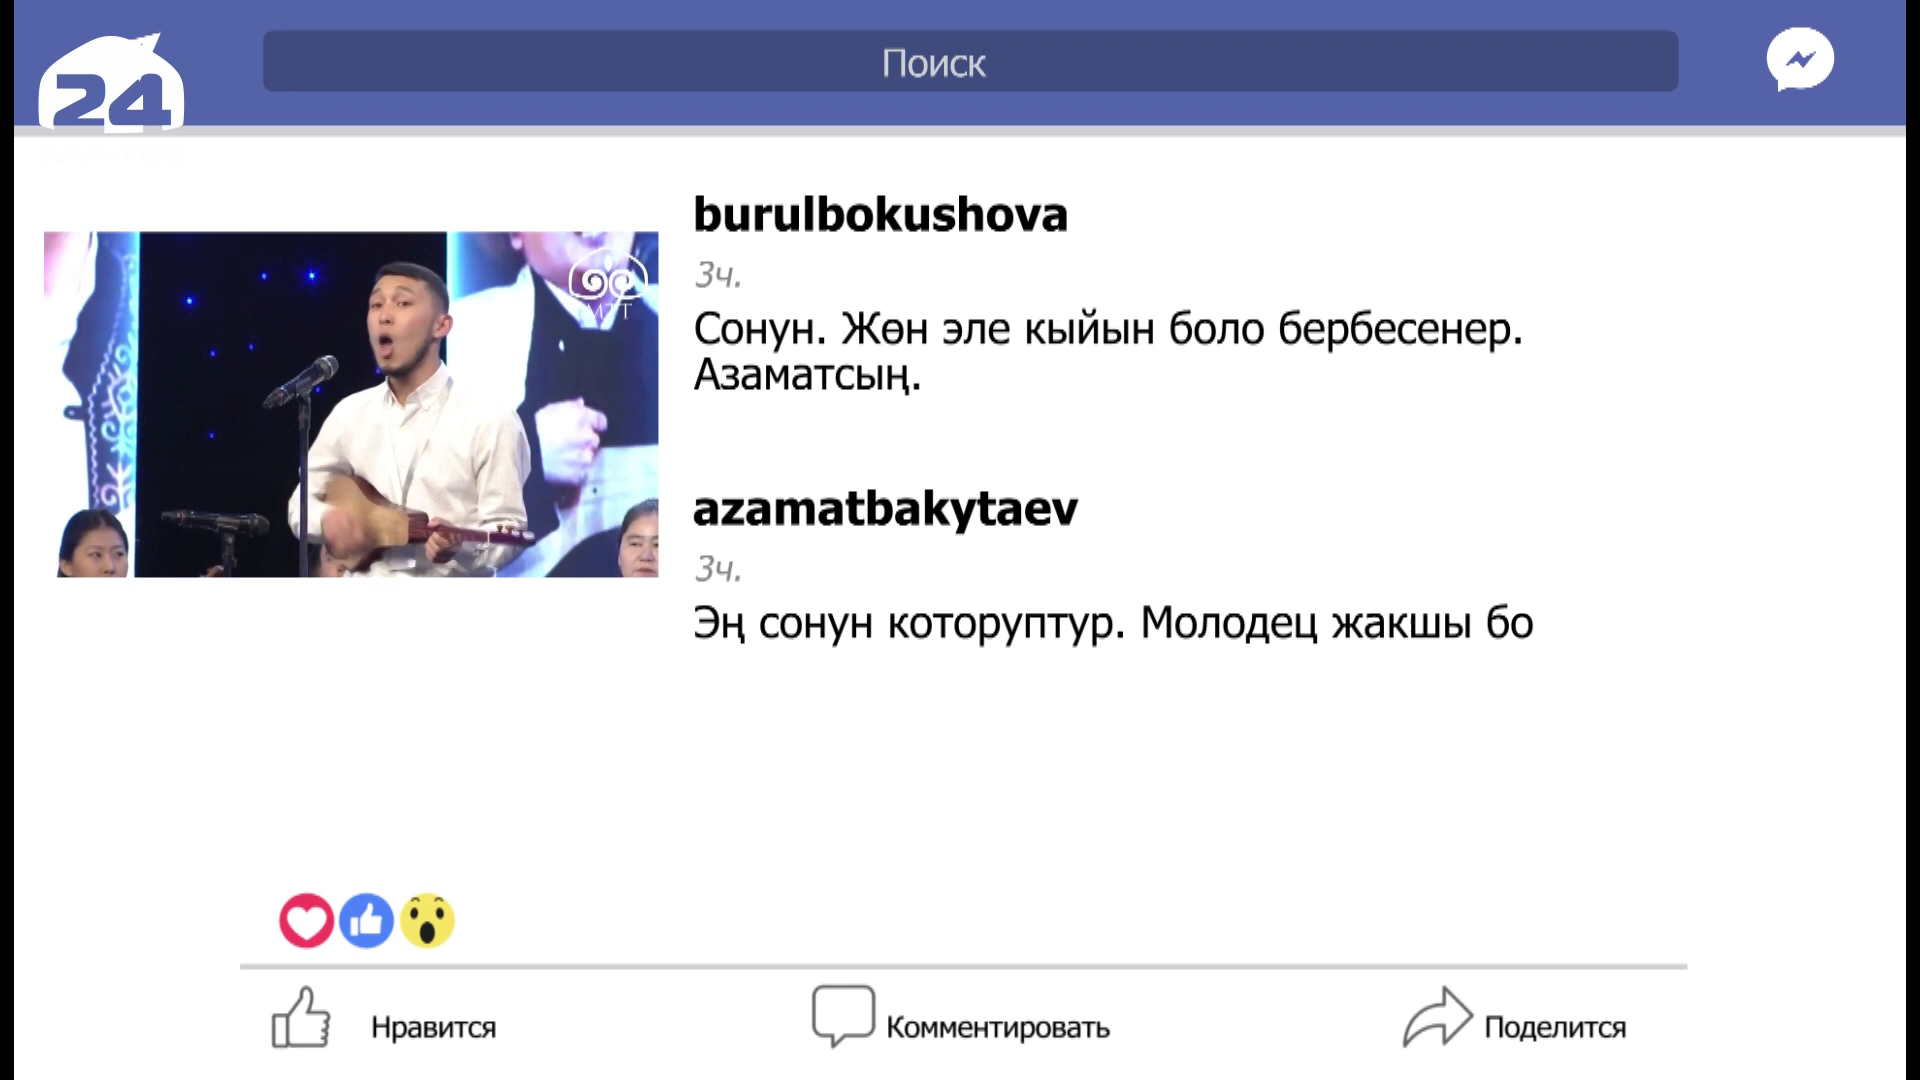 24
Поиск
burulbokushova
3ч.
Сонун. Жөн эле кыйын боло бербесенер.
Азаматсың.
МТТ
azamatbakytaev
3ч.
Эң сонун которуптур. Молодец жакшы бо
Нравится
Комментировать
Поделится